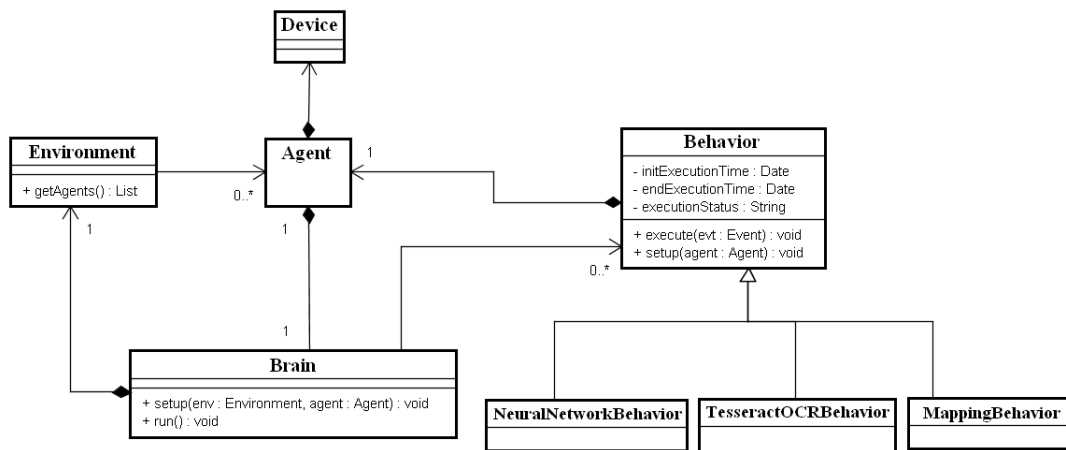 Device
Environment
+ getAgents() : List
Agent
1
0..*
1
1
1
0..*
Behavior
- initExecutionTime : Date
- endExecutionTime : Date
- executionStatus : String
+ execute(evt : Event) : void
+ setup(agent : Agent) : void
Brain
+ setup(env : Environment, agent : Agent) : void
+ run() : void
NeuralNetworkBehavior
TesseractOCRBehavior
MappingBehavior